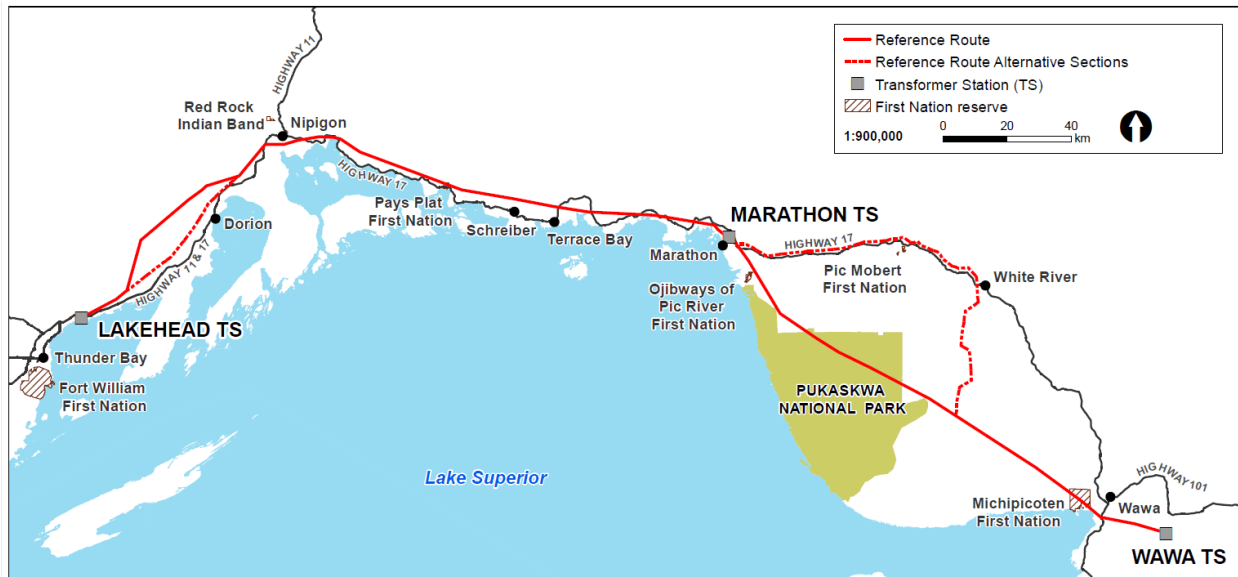 HIGHWAY 11
Reference Route
Reference Route Alternative Sections
Transformer Station (TS)
First Nation reserve
1:900,000
0 20 40
km
Red Rock
Indian Band
Nipigon
HIGHWAY 17
Pays Plat
First Nation
Schreiber
Terrace Bay
Dorion
HIGHWAY 11 & 17
MARATHON TS
Marathon
HIGHWAY 17
Pic Mobert
First Nation
White River
Ojibways of
Pic River
First Nation
LAKEHEAD TS
Thunder Bay
Fort William
First Nation
PUKASKWA
NATIONAL PARK
Lake Superior
HIGHWAY 101
Michipicoten
First Nation
Wawa
WAWA TS